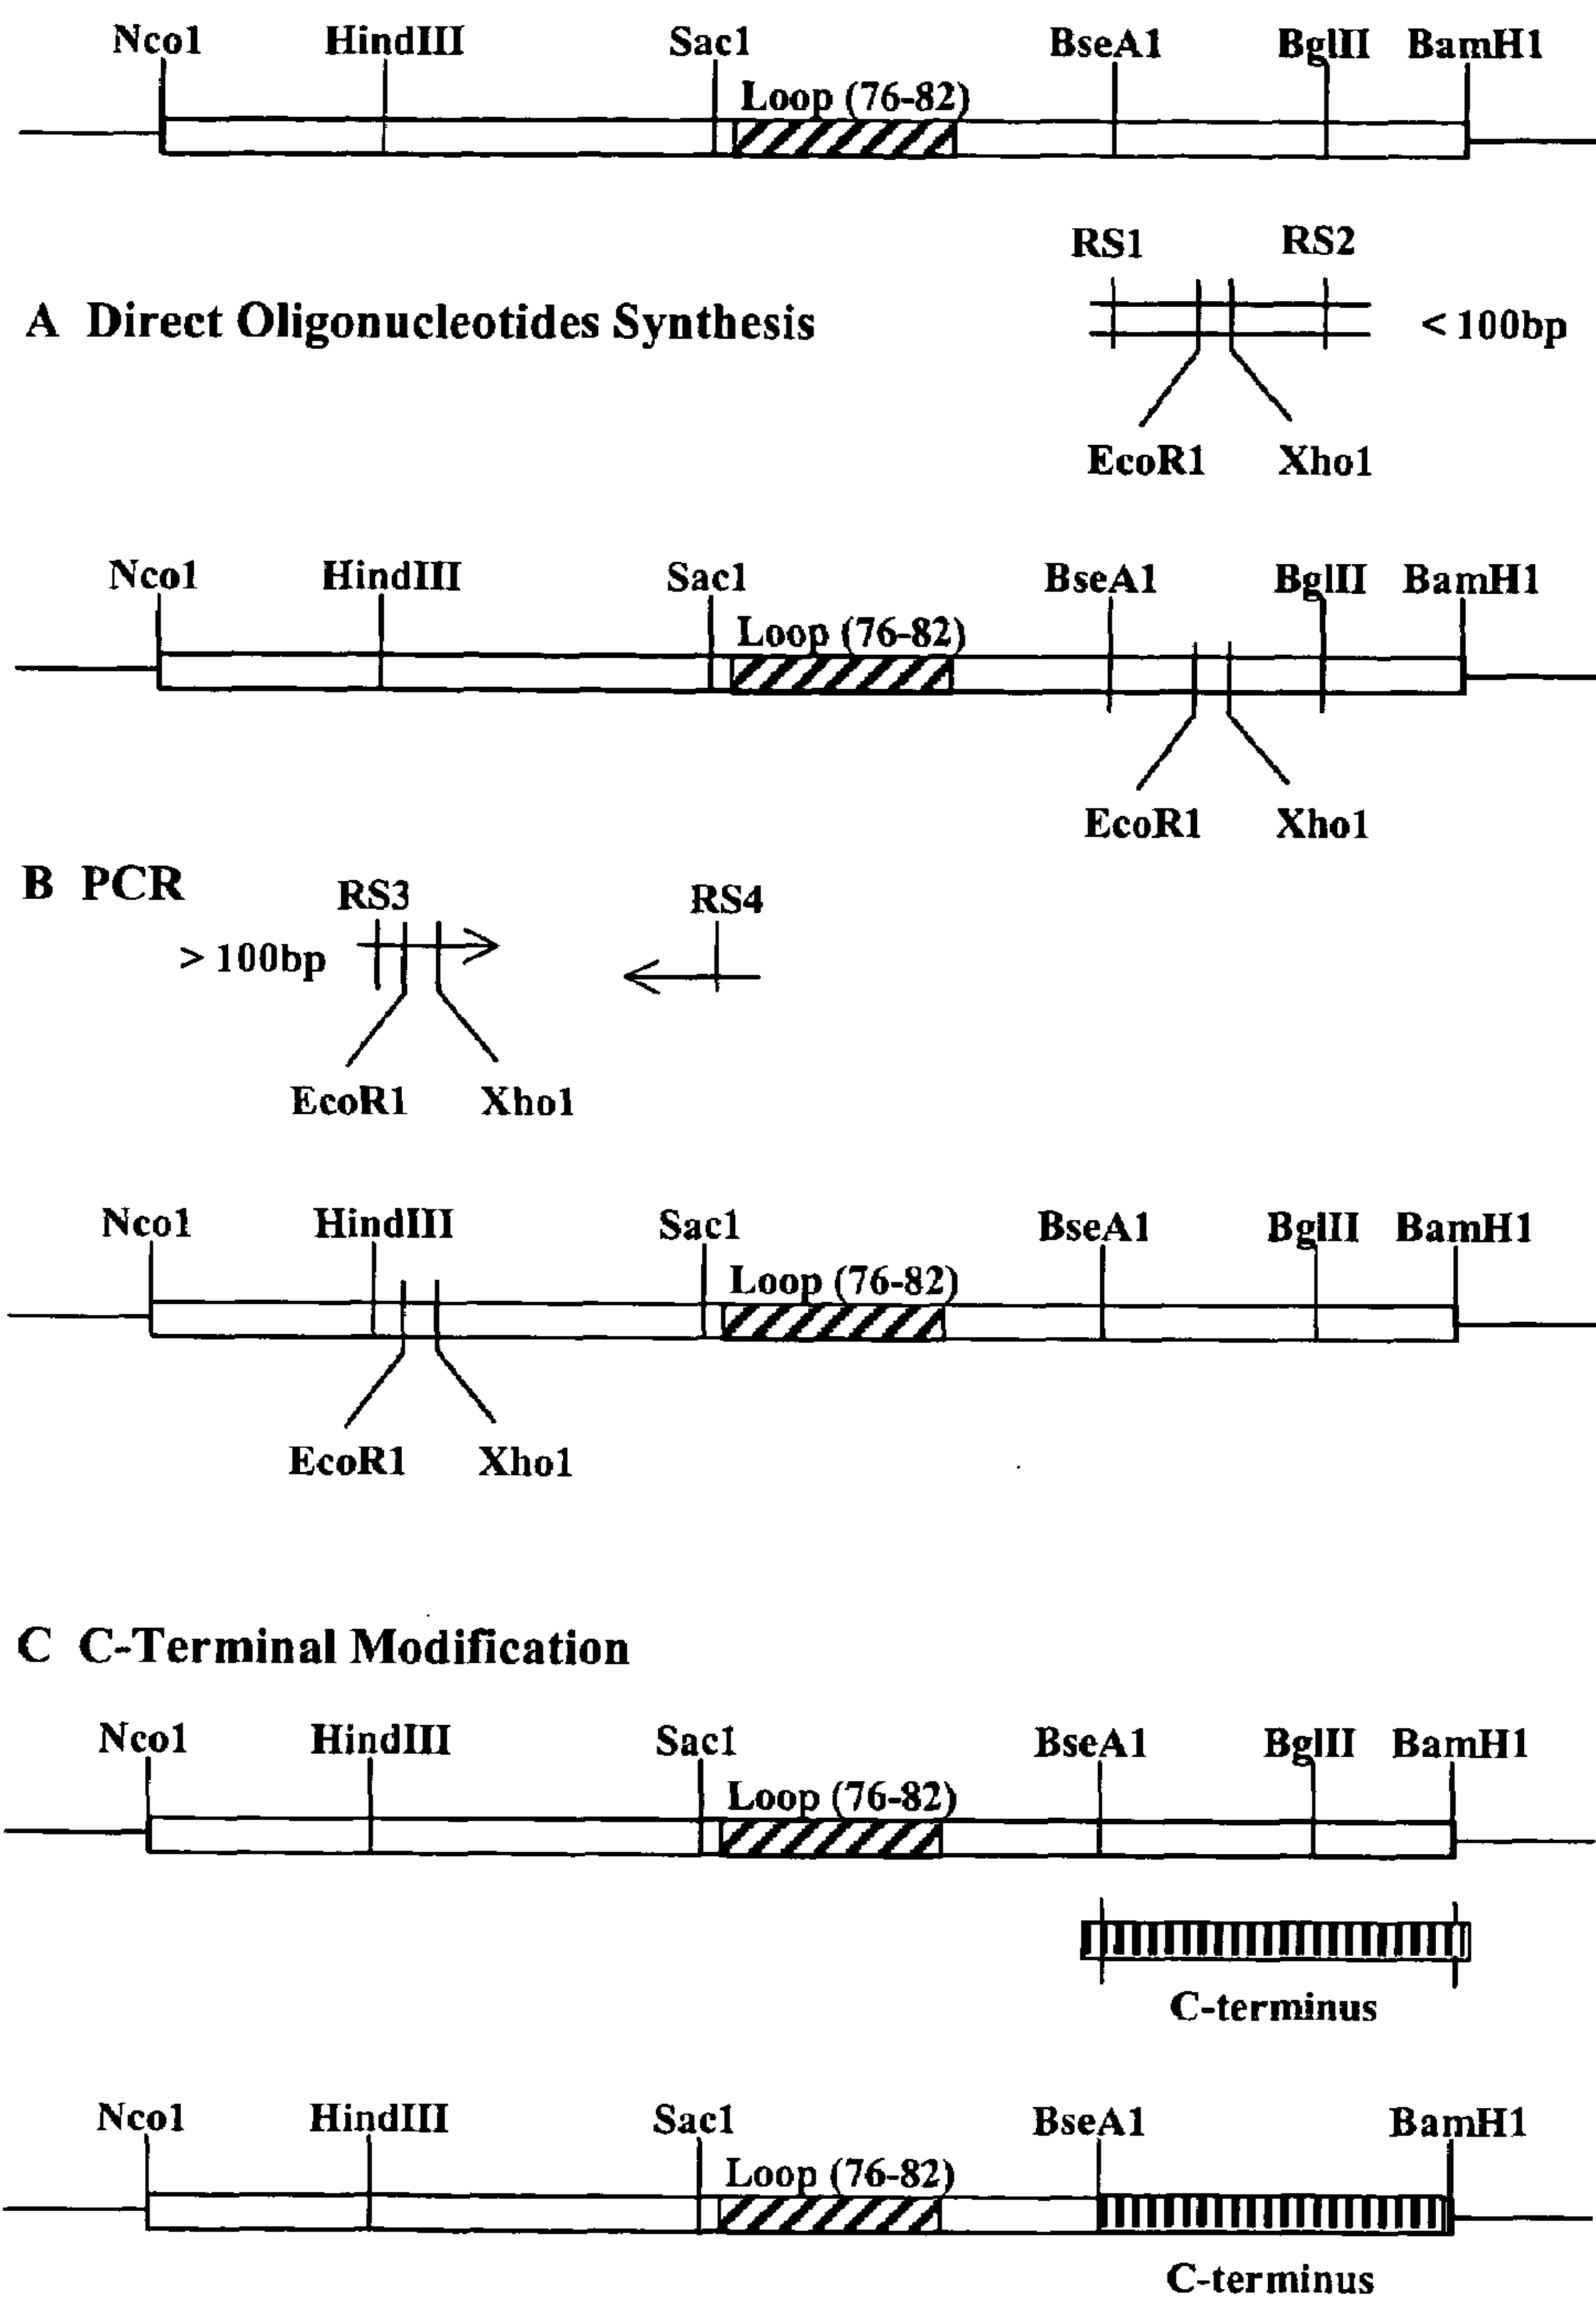 Nco1 HindIII Sac1 BseA1 BglII BamH1
Loop (76-82)
RS1 RS2
A Direct Oligonucleotides Synthesis < 100bp
EcoR1 Xho1
Nco1 HindIII Sac1 BseA1 BglII BamH1
Loop (76-82)
EcoR1 Xho1
B PCR
RS3 RS4
> 100bp
EcoR1 Xho1
Nco1 HindIII Sac1 BseA1 BglII BamH1
Loop (76-82)
EcoR1 Xho1
C C-Terminal Modification
Nco1 HindIII Sac1 BseA1 BglII BamH1
Loop (76-82)
C-terminus
Nco1 HindIII Sac1 BseA1 BamH1
Loop (76-82)
C-terminus